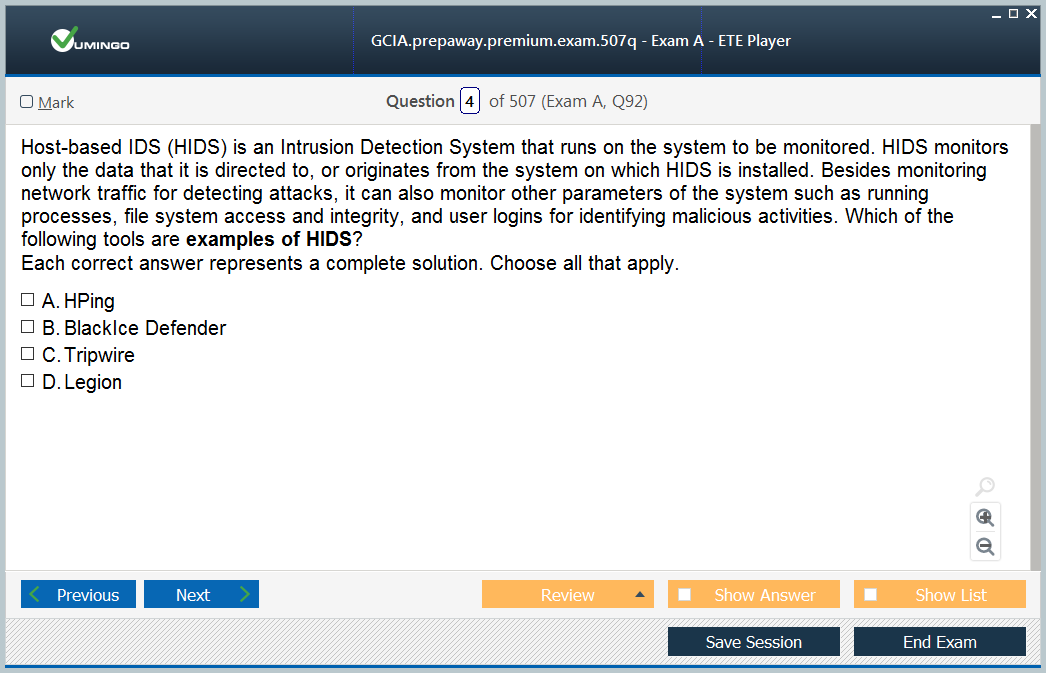 VUMINGO
GCIA.prepaway.premium.exam.507q - Exam A - ETE Player
Mark
Question 4 of 507 (Exam A, Q92)
Host-based IDS (HIDS) is an Intrusion Detection System that runs on the system to be monitored. HIDS monitors
only the data that it is directed to, or originates from the system on which HIDS is installed. Besides monitoring
network traffic for detecting attacks, it can also monitor other parameters of the system such as running
processes, file system access and integrity, and user logins for identifying malicious activities. Which of the
following tools are examples of HIDS?
Each correct answer represents a complete solution. Choose all that apply.
A. HPing
B. BlackIce Defender
C. Tripwire
D. Legion
Previous
Next
Review
Show Answer
Show List
Save Session
End Exam